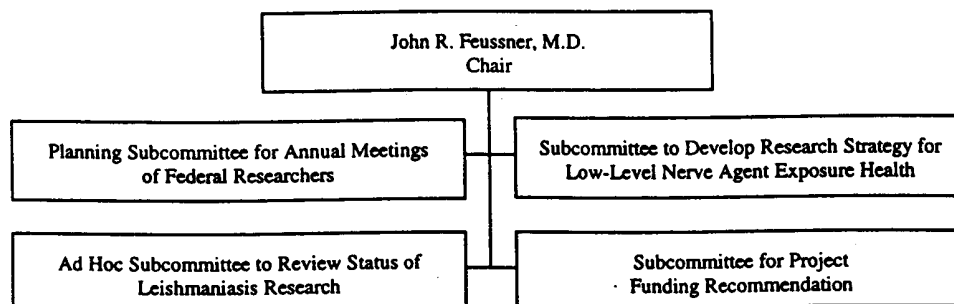 John R. Feussner, M.D.
Chair
Planning Subcommittee for Annual Meetings
of Federal Researchers
Subcommittee to Develop Research Strategy for
Low-Level Nerve Agent Exposure Health
Ad Hoc Subcommittee to Review Status of
Leishmaniasis Research
Subcommittee for Project
Funding Recommendation